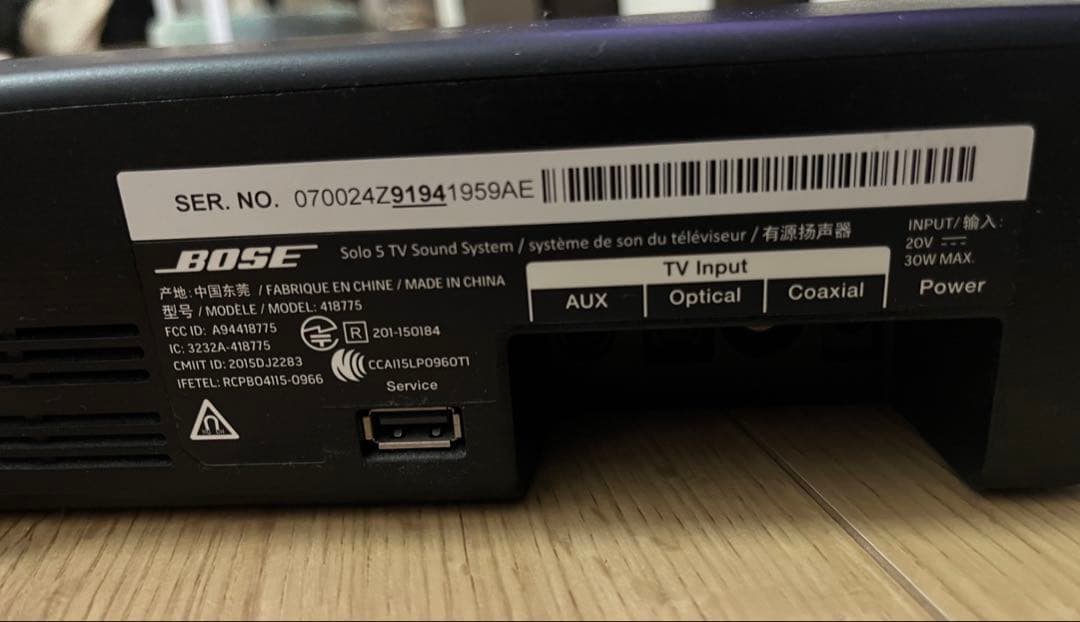 SER. NO. 070024Z91941959AE
BOSE Solo 5 TV Sound System / système de son du téléviseur / 有源扬声器
产地: 中国东莞 / FABRIQUE EN CHINE / MADE IN CHINA
型号 / MODELE / MODEL: 418775
FCC ID: A94418775
IC: 3232A-418775
CMIIT ID: 2015DJ2283
IFETEL: RCPBO4115-0966
R 201-150184
CCAI15LP0960T1
Service
TV Input
AUX Optical Coaxial
INPUT/输入:
20V
30W MAX.
Power